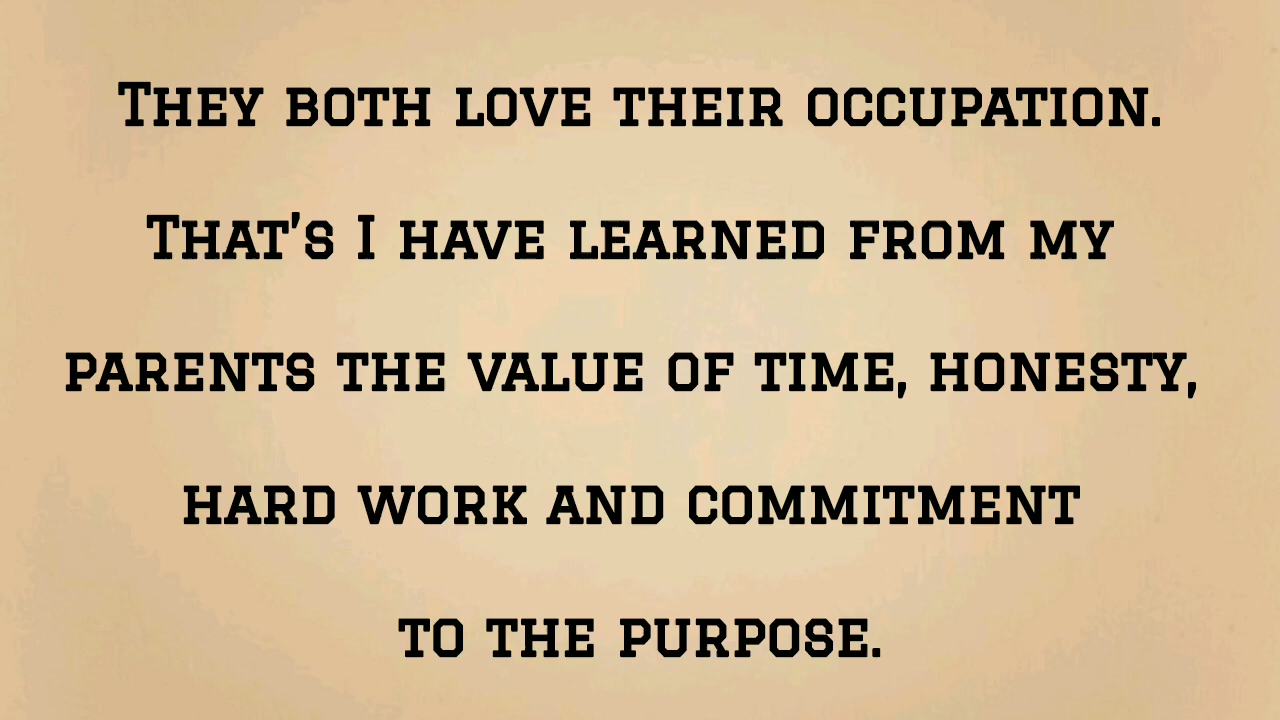 They both love their occupation.
That's I have learned from my
parents the value of time, honesty,
hard work and commitment
to the purpose.